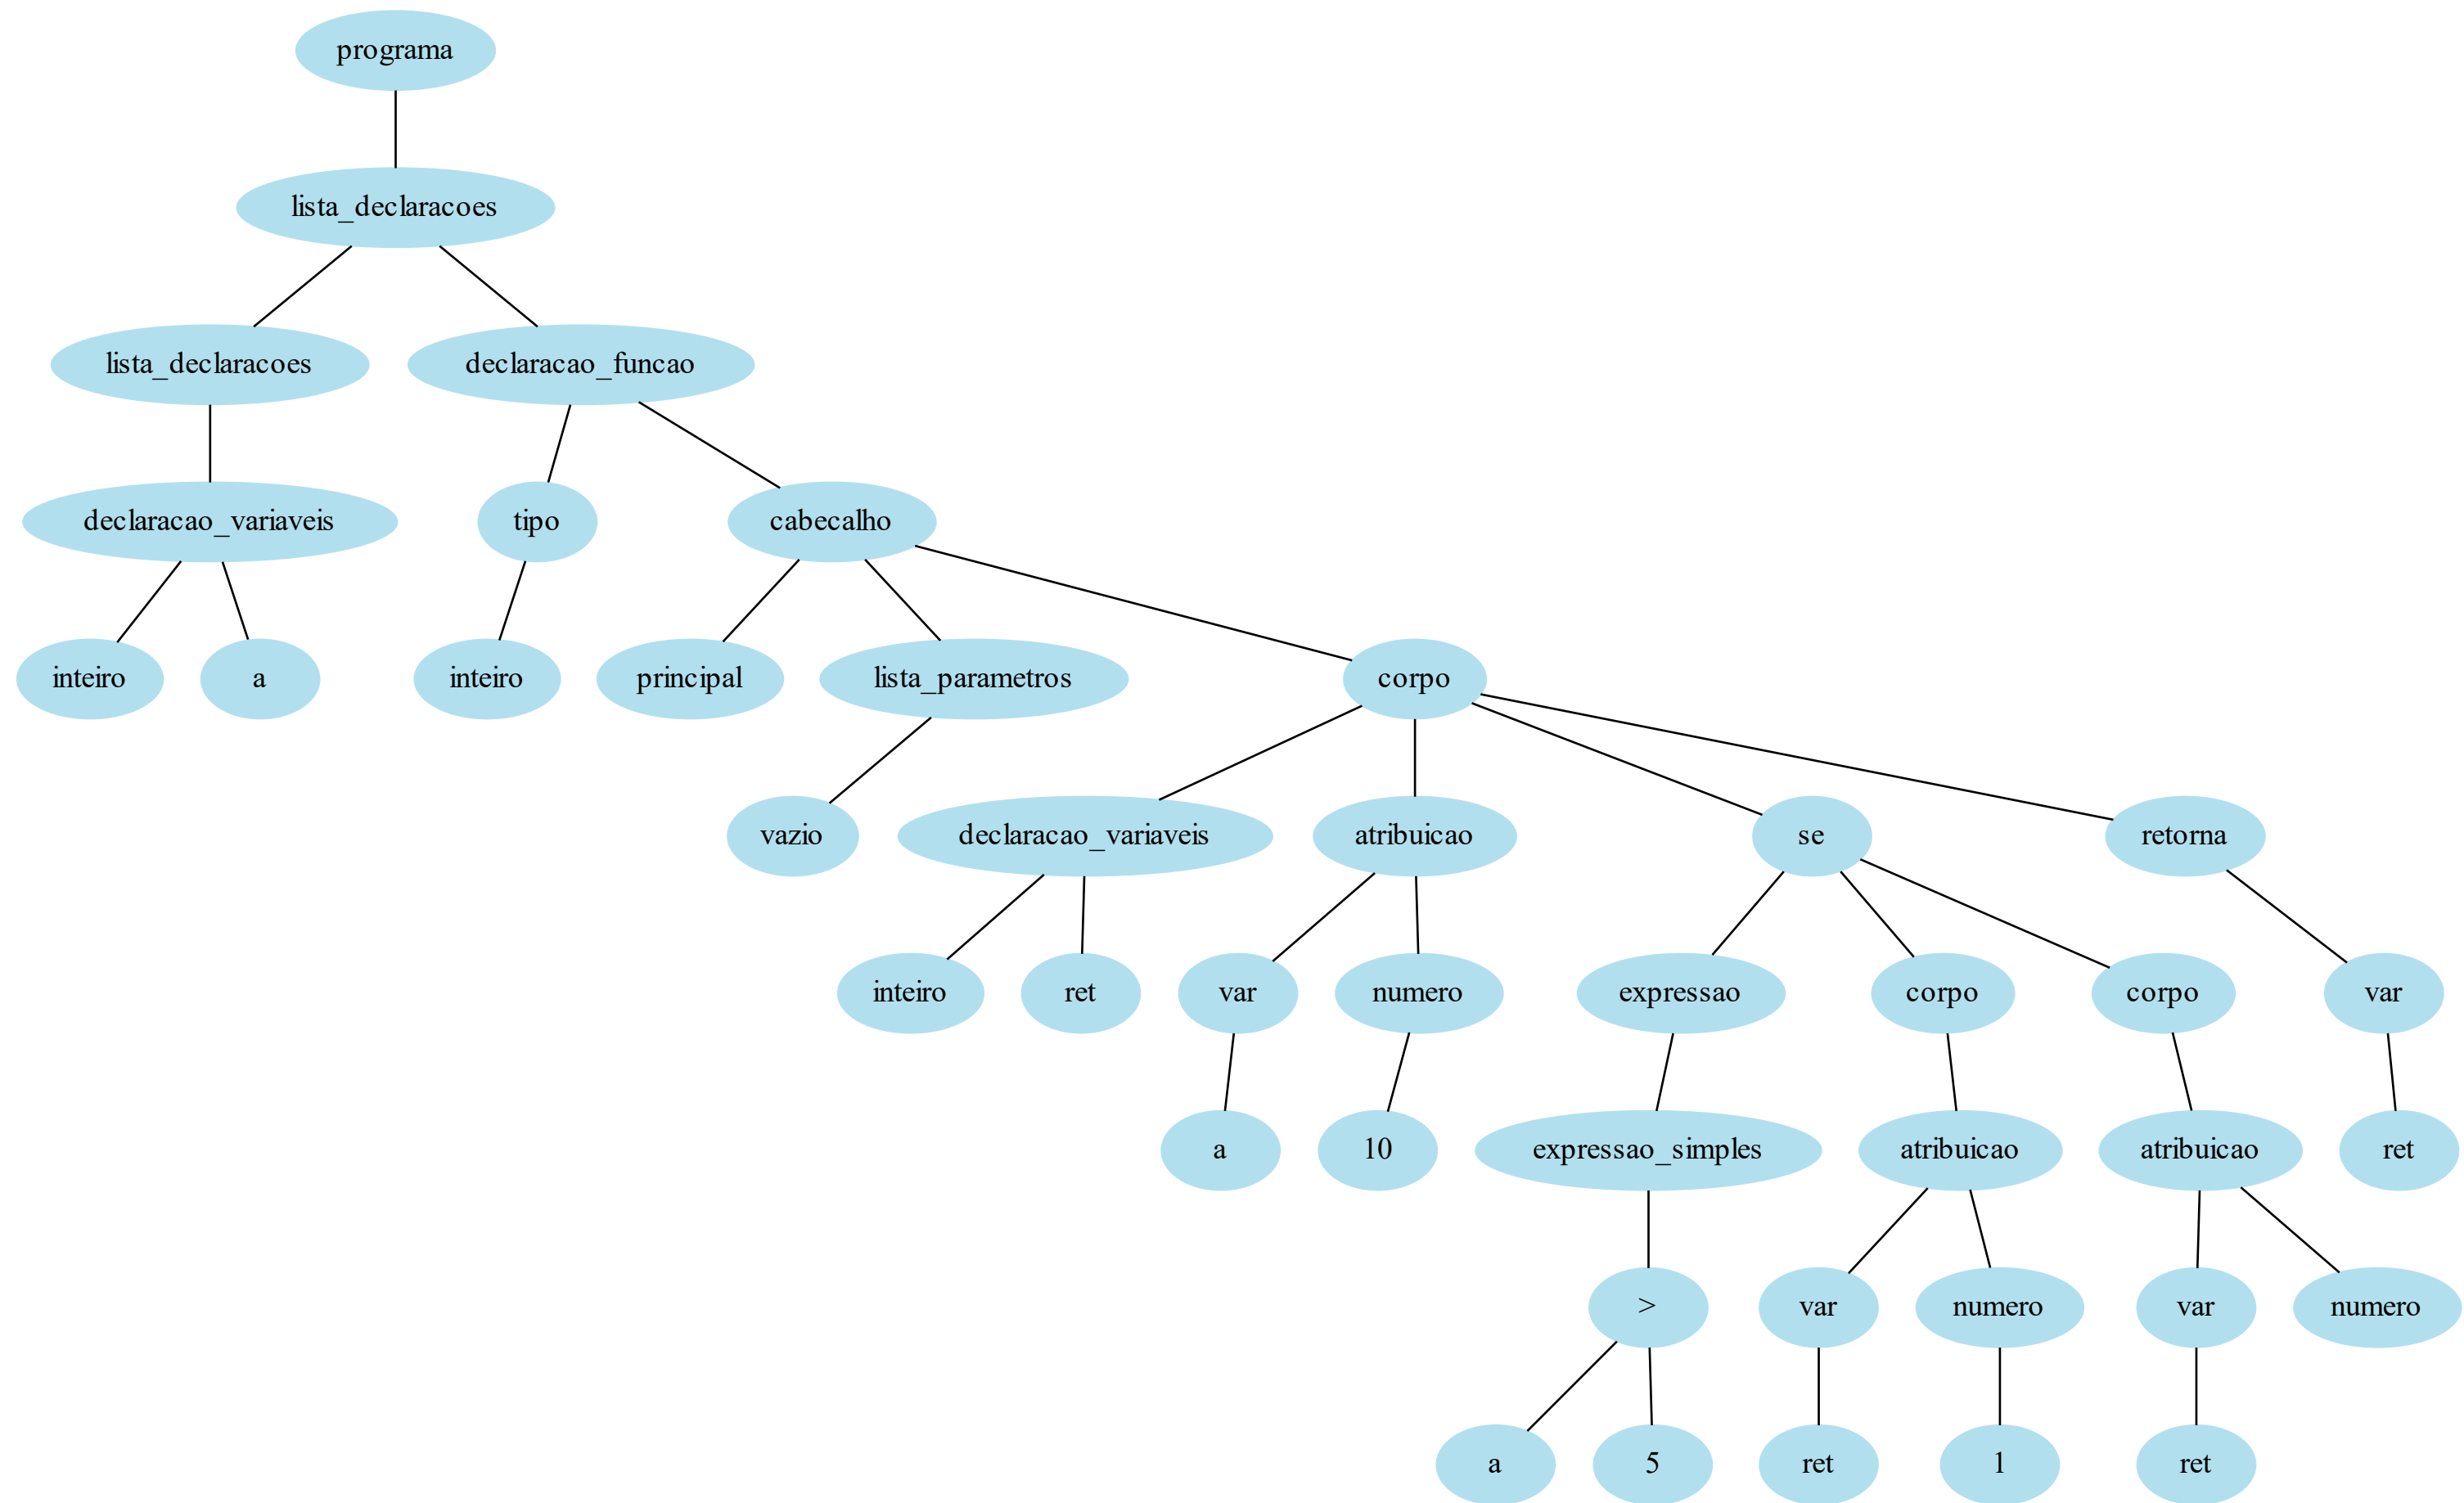 programa
lista_declaracoes
lista_declaracoes declaracao_funcao
declaracao_variaveis tipo cabecalho
inteiro a inteiro principal lista_parametros corpo
vazio declaracao_variaveis atribuicao se retorna
inteiro ret var numero expressao corpo corpo var
a 10 expressao_simples atribuicao atribuicao ret
> var numero var numero
a 5 ret 1 ret